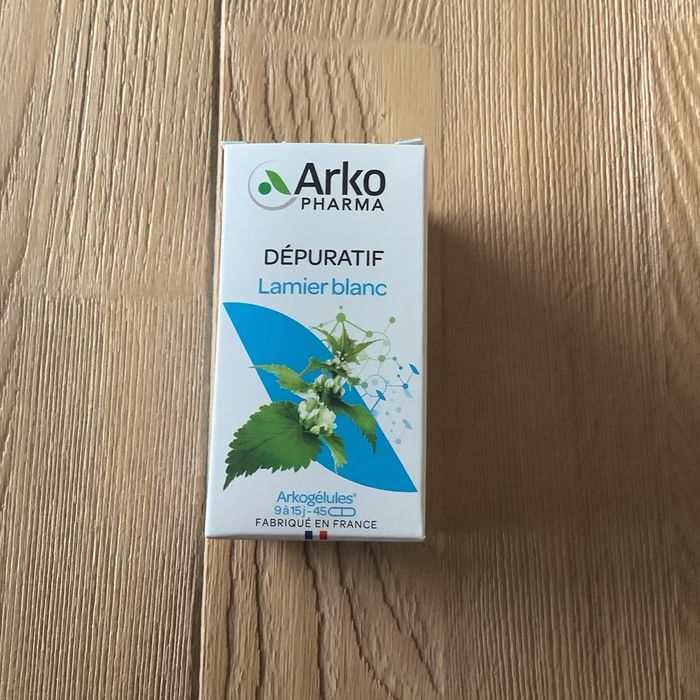 Arko
PHARMA
DÉPURATIF
Lamier blanc
Arkogélules®
9 à 15 j - 45
FABRIQUÉ EN FRANCE